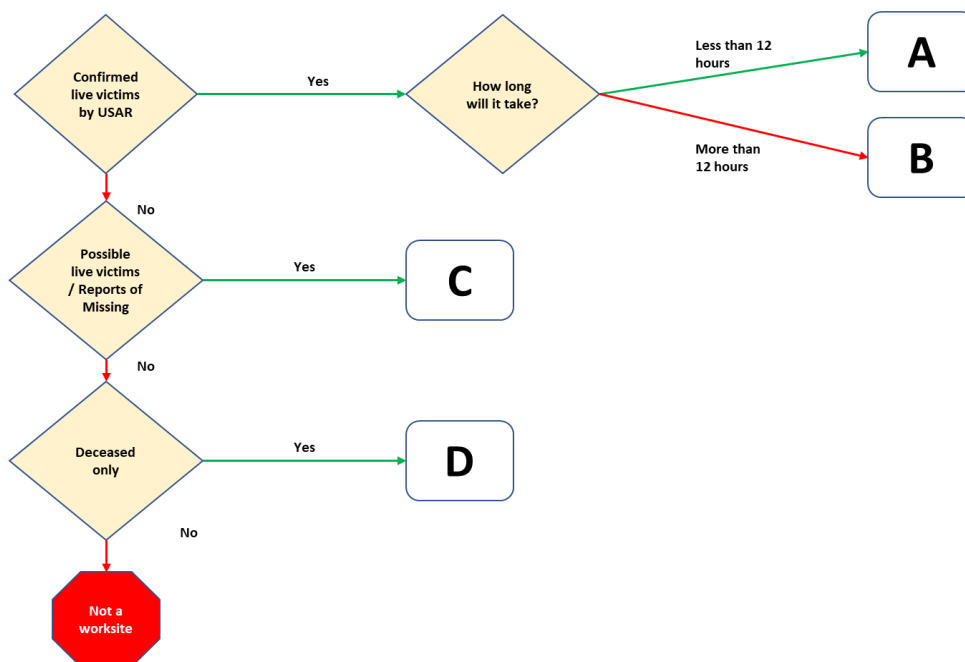 Confirmed
live victims
by USAR
Yes
How long
will it take?
Less than 12
hours
A
More than
12 hours
B
No
Possible
live victims
/ Reports of
Missing
Yes
C
No
Deceased
only
Yes
D
No
Not a
worksite